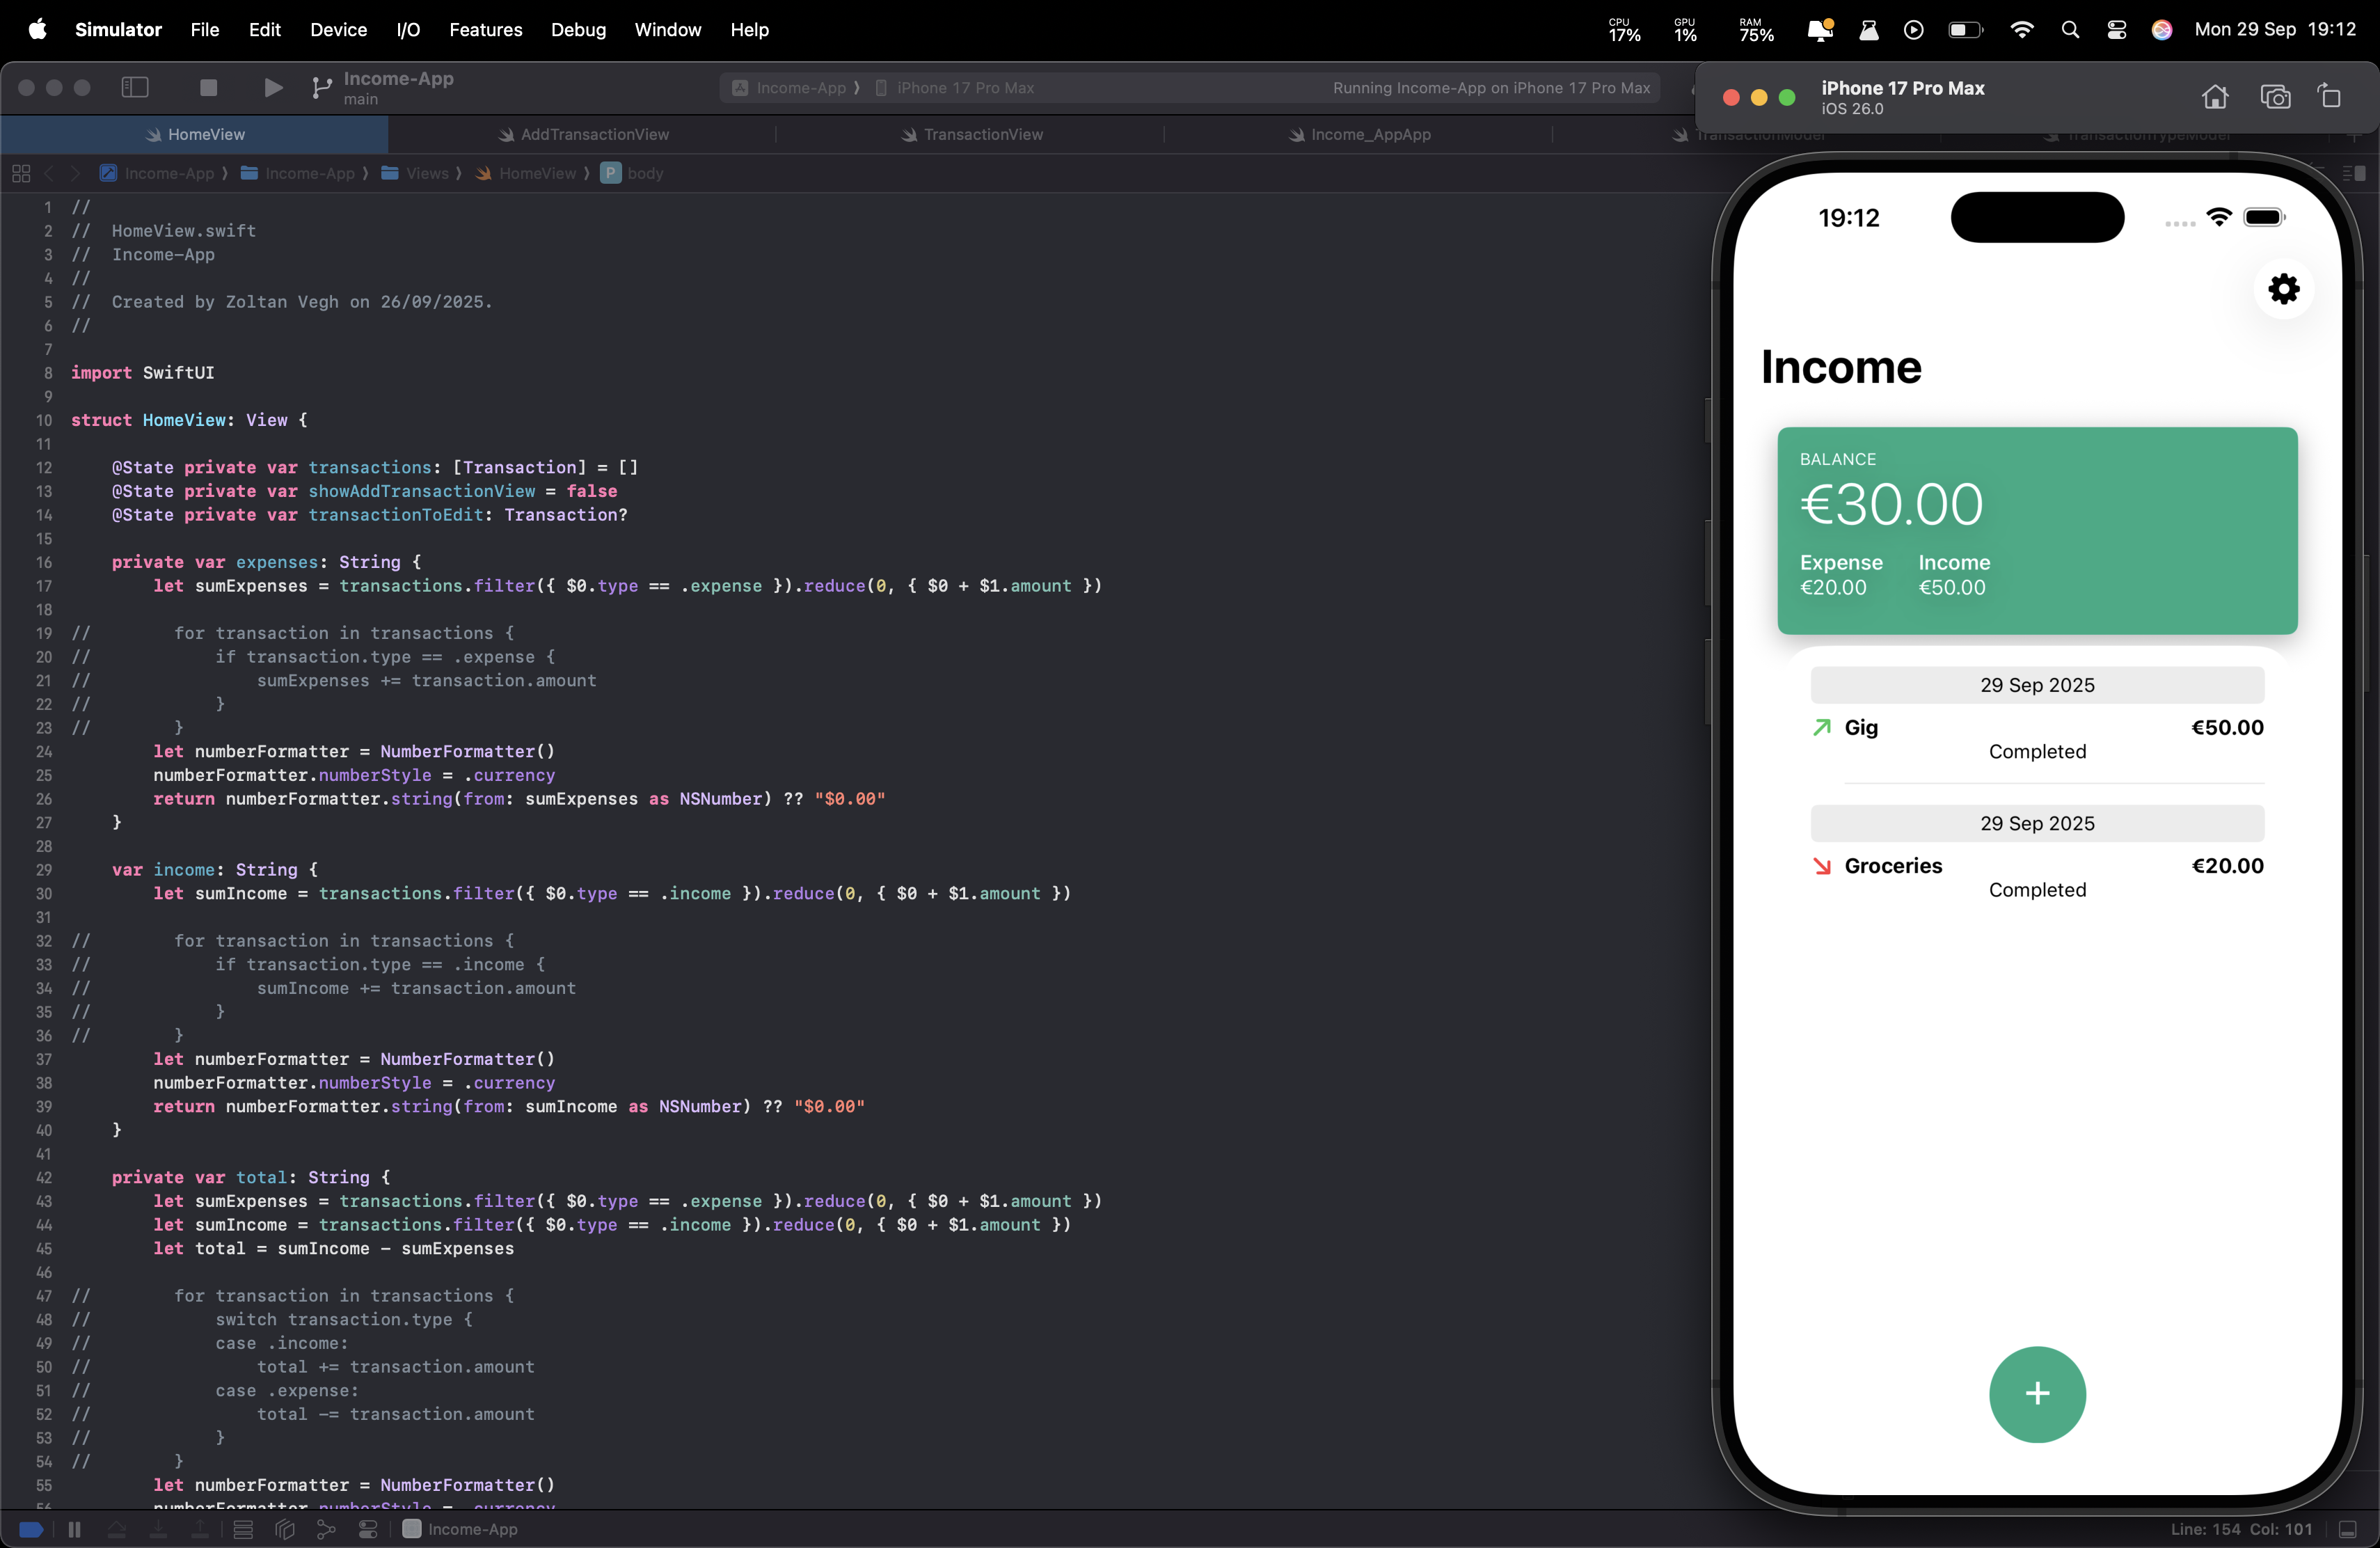 Simulator File Edit Device I/O Features Debug Window Help CPU 17% GPU 1% RAM 75% Mon 29 Sep 19:12
Income-App
main
Income-App ⟩ iPhone 17 Pro Max Running Income-App on iPhone 17 Pro Max
iPhone 17 Pro Max
iOS 26.0
HomeView AddTransactionView TransactionView Income_AppApp TransactionModel TransactionTypeModel
Income-App ⟩ Income-App ⟩ Views ⟩ HomeView ⟩ P body
1 //
2 //  HomeView.swift
3 //  Income-App
4 //
5 //  Created by Zoltan Vegh on 26/09/2025.
6 //
7
8 import SwiftUI
9
10 struct HomeView: View {
11
12     @State private var transactions: [Transaction] = []
13     @State private var showAddTransactionView = false
14     @State private var transactionToEdit: Transaction?
15
16     private var expenses: String {
17         let sumExpenses = transactions.filter({ $0.type == .expense }).reduce(0, { $0 + $1.amount })
18
19 //        for transaction in transactions {
20 //            if transaction.type == .expense {
21 //                sumExpenses += transaction.amount
22 //            }
23 //        }
24         let numberFormatter = NumberFormatter()
25         numberFormatter.numberStyle = .currency
26         return numberFormatter.string(from: sumExpenses as NSNumber) ?? "$0.00"
27     }
28
29     var income: String {
30         let sumIncome = transactions.filter({ $0.type == .income }).reduce(0, { $0 + $1.amount })
31
32 //        for transaction in transactions {
33 //            if transaction.type == .income {
34 //                sumIncome += transaction.amount
35 //            }
36 //        }
37         let numberFormatter = NumberFormatter()
38         numberFormatter.numberStyle = .currency
39         return numberFormatter.string(from: sumIncome as NSNumber) ?? "$0.00"
40     }
41
42     private var total: String {
43         let sumExpenses = transactions.filter({ $0.type == .expense }).reduce(0, { $0 + $1.amount })
44         let sumIncome = transactions.filter({ $0.type == .income }).reduce(0, { $0 + $1.amount })
45         let total = sumIncome - sumExpenses
46
47 //        for transaction in transactions {
48 //            switch transaction.type {
49 //            case .income:
50 //                total += transaction.amount
51 //            case .expense:
52 //                total -= transaction.amount
53 //            }
54 //        }
55         let numberFormatter = NumberFormatter()
56         numberFormatter.numberStyle = .currency
Income-App
Line: 154 Col: 101
19:12
Income
BALANCE
€30.00
Expense Income
€20.00 €50.00
29 Sep 2025
Gig €50.00
Completed
29 Sep 2025
Groceries €20.00
Completed
+